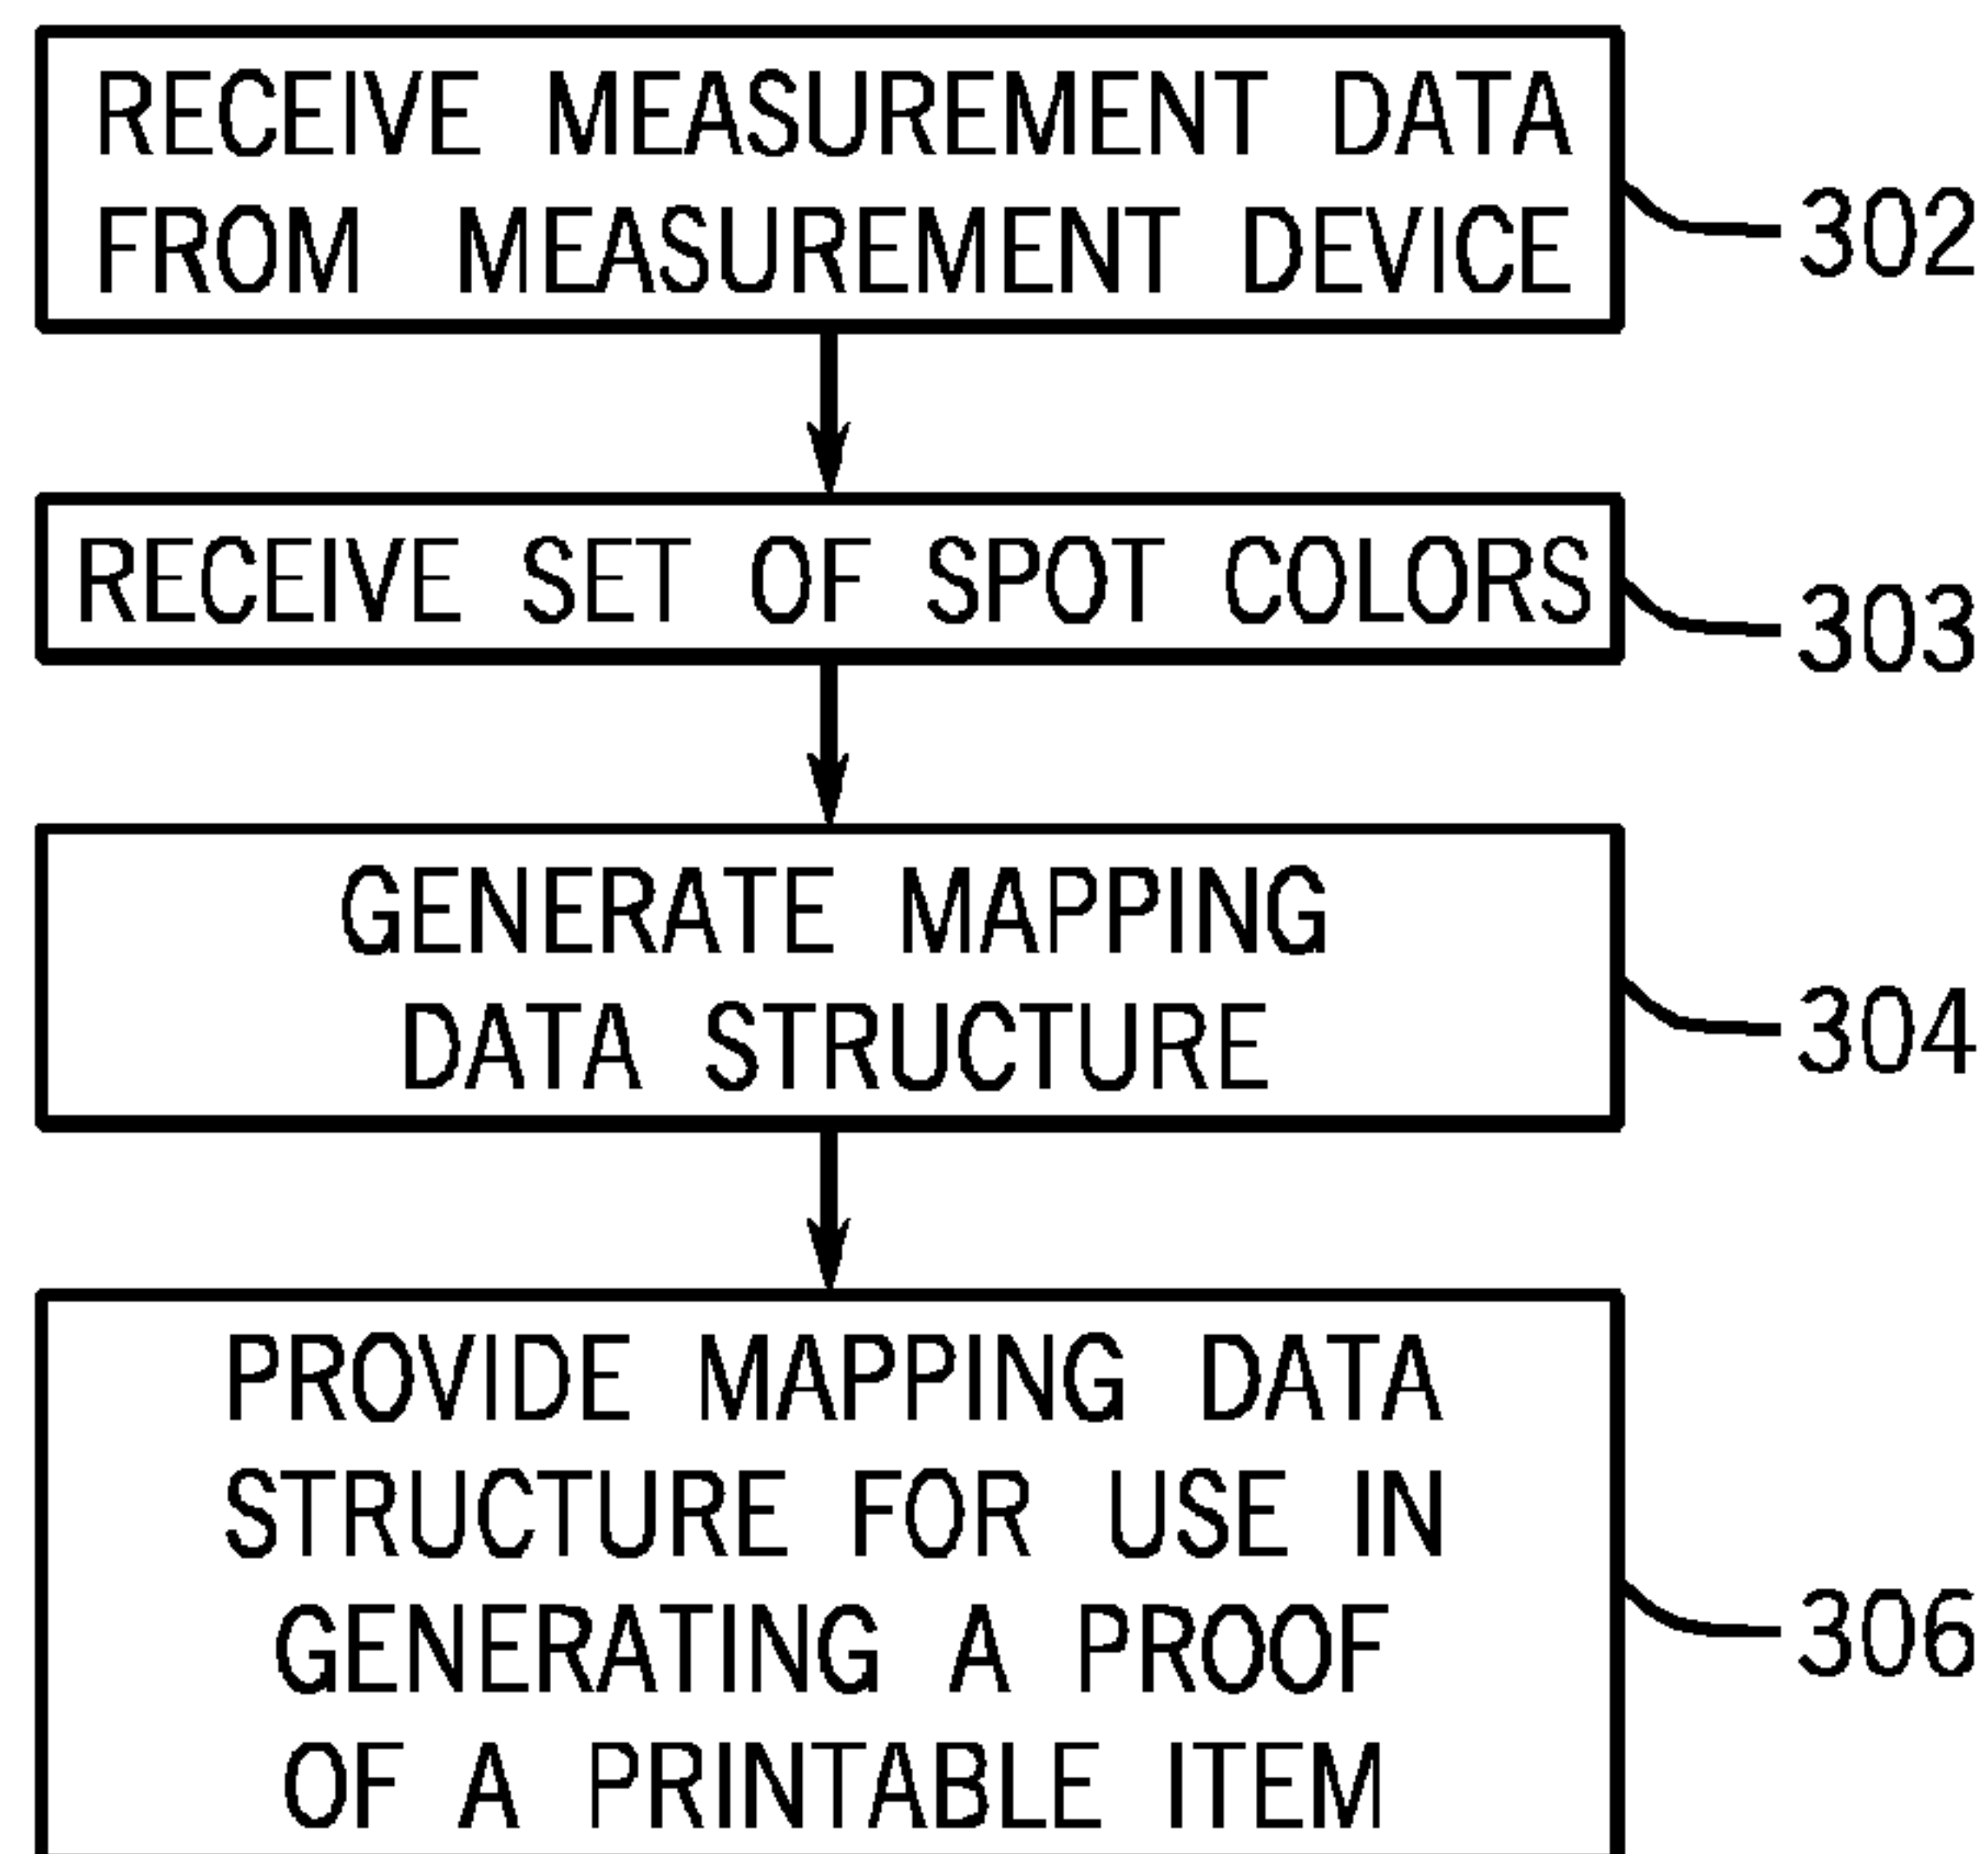 RECEIVE MEASUREMENT DATA
FROM MEASUREMENT DEVICE
302
RECEIVE SET OF SPOT COLORS
303
GENERATE MAPPING
DATA STRUCTURE
304
PROVIDE MAPPING DATA
STRUCTURE FOR USE IN
GENERATING A PROOF
OF A PRINTABLE ITEM
306